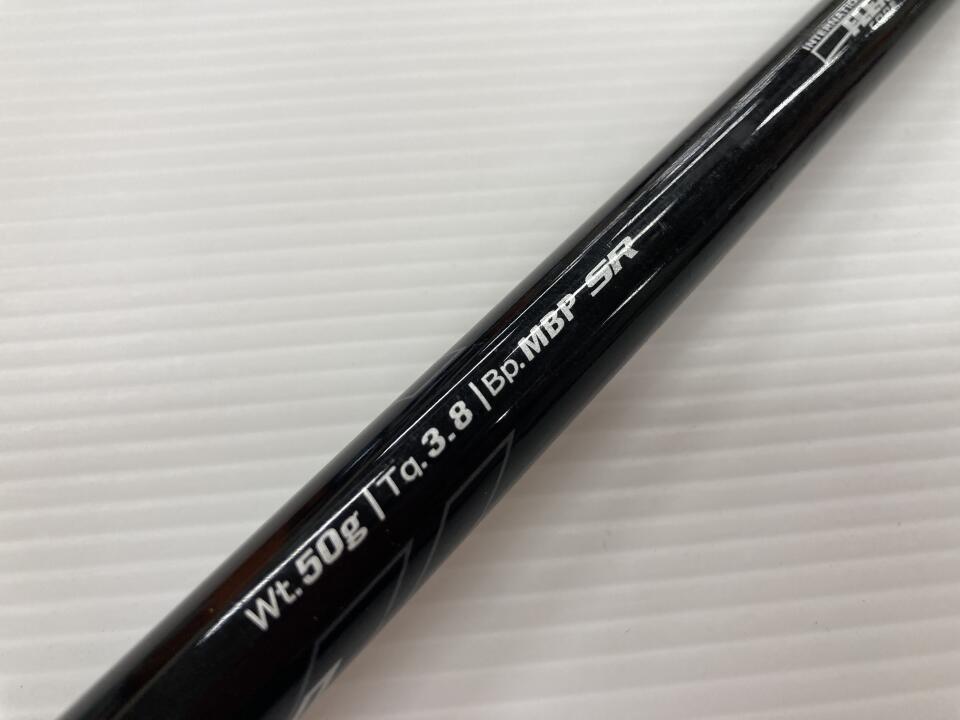 Wt.50g | Tq.3.8 | Bp.MBP SR